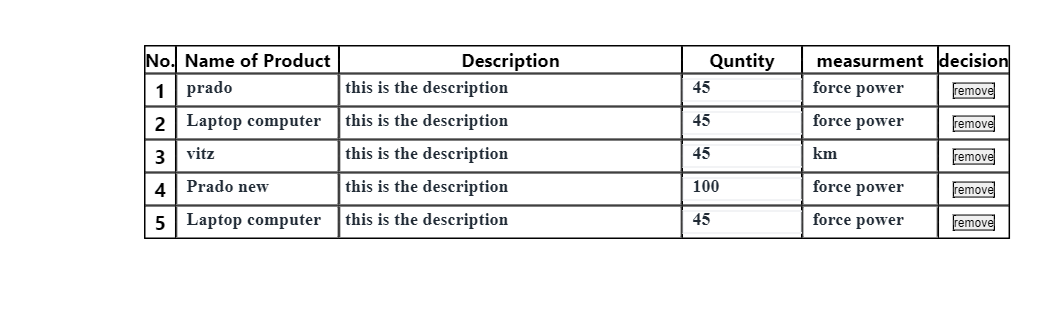 No. Name of Product Description Quntity measurment decision
1 prado this is the description 45 force power remove
2 Laptop computer this is the description 45 force power remove
3 vitz this is the description 45 km remove
4 Prado new this is the description 100 force power remove
5 Laptop computer this is the description 45 force power remove